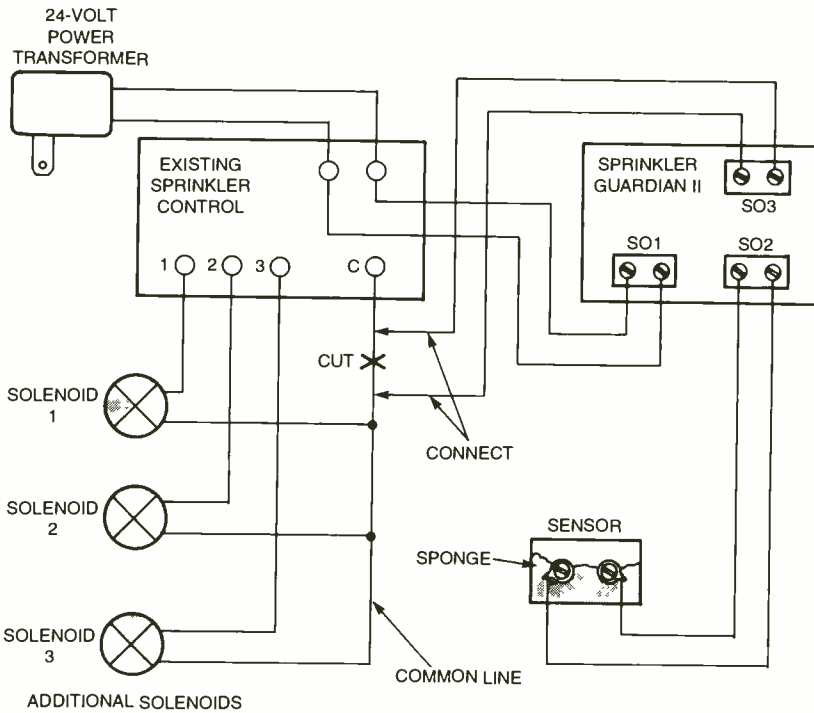 24-VOLT
POWER
TRANSFORMER
EXISTING
SPRINKLER
CONTROL
SPRINKLER
GUARDIAN II
SO3
SO1
SO2
1
2
3
C
CUT
SOLENOID
1
CONNECT
SOLENOID
2
SENSOR
SPONGE
SOLENOID
3
COMMON LINE
ADDITIONAL SOLENOIDS